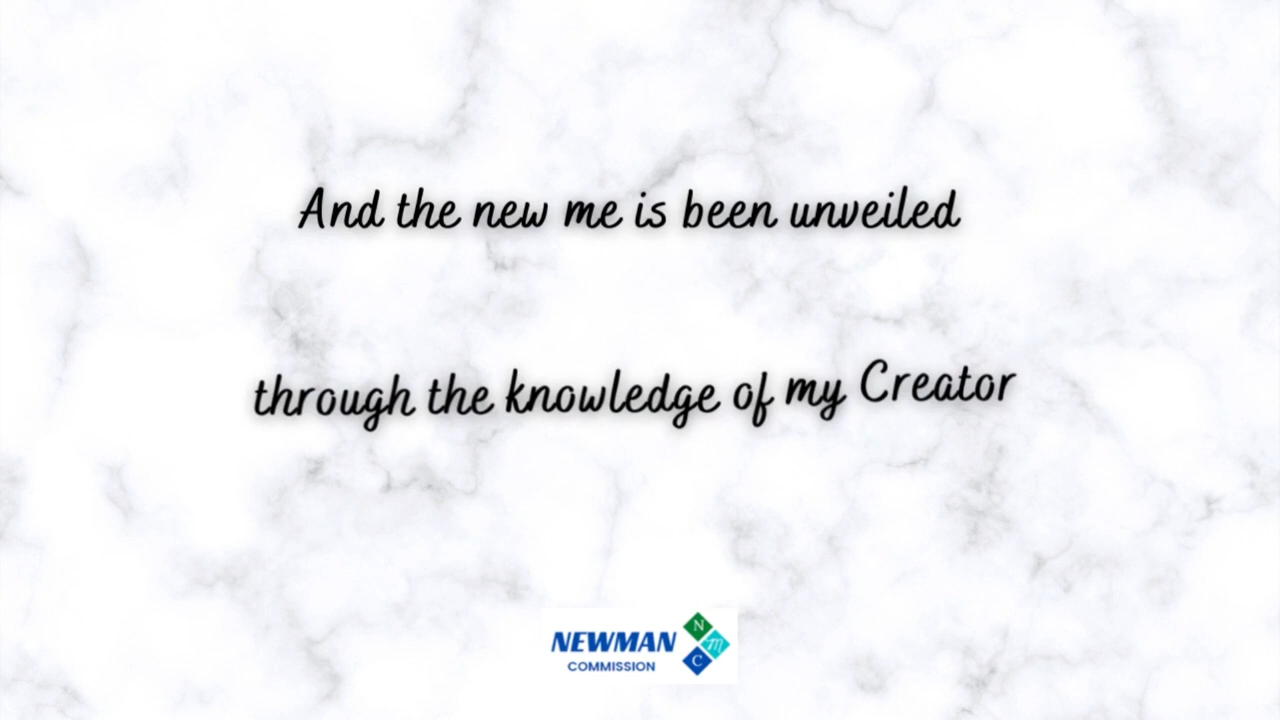 And the new me is been unveiled
through the knowledge of my Creator
NEWMAN
COMMISSION
N
m
C